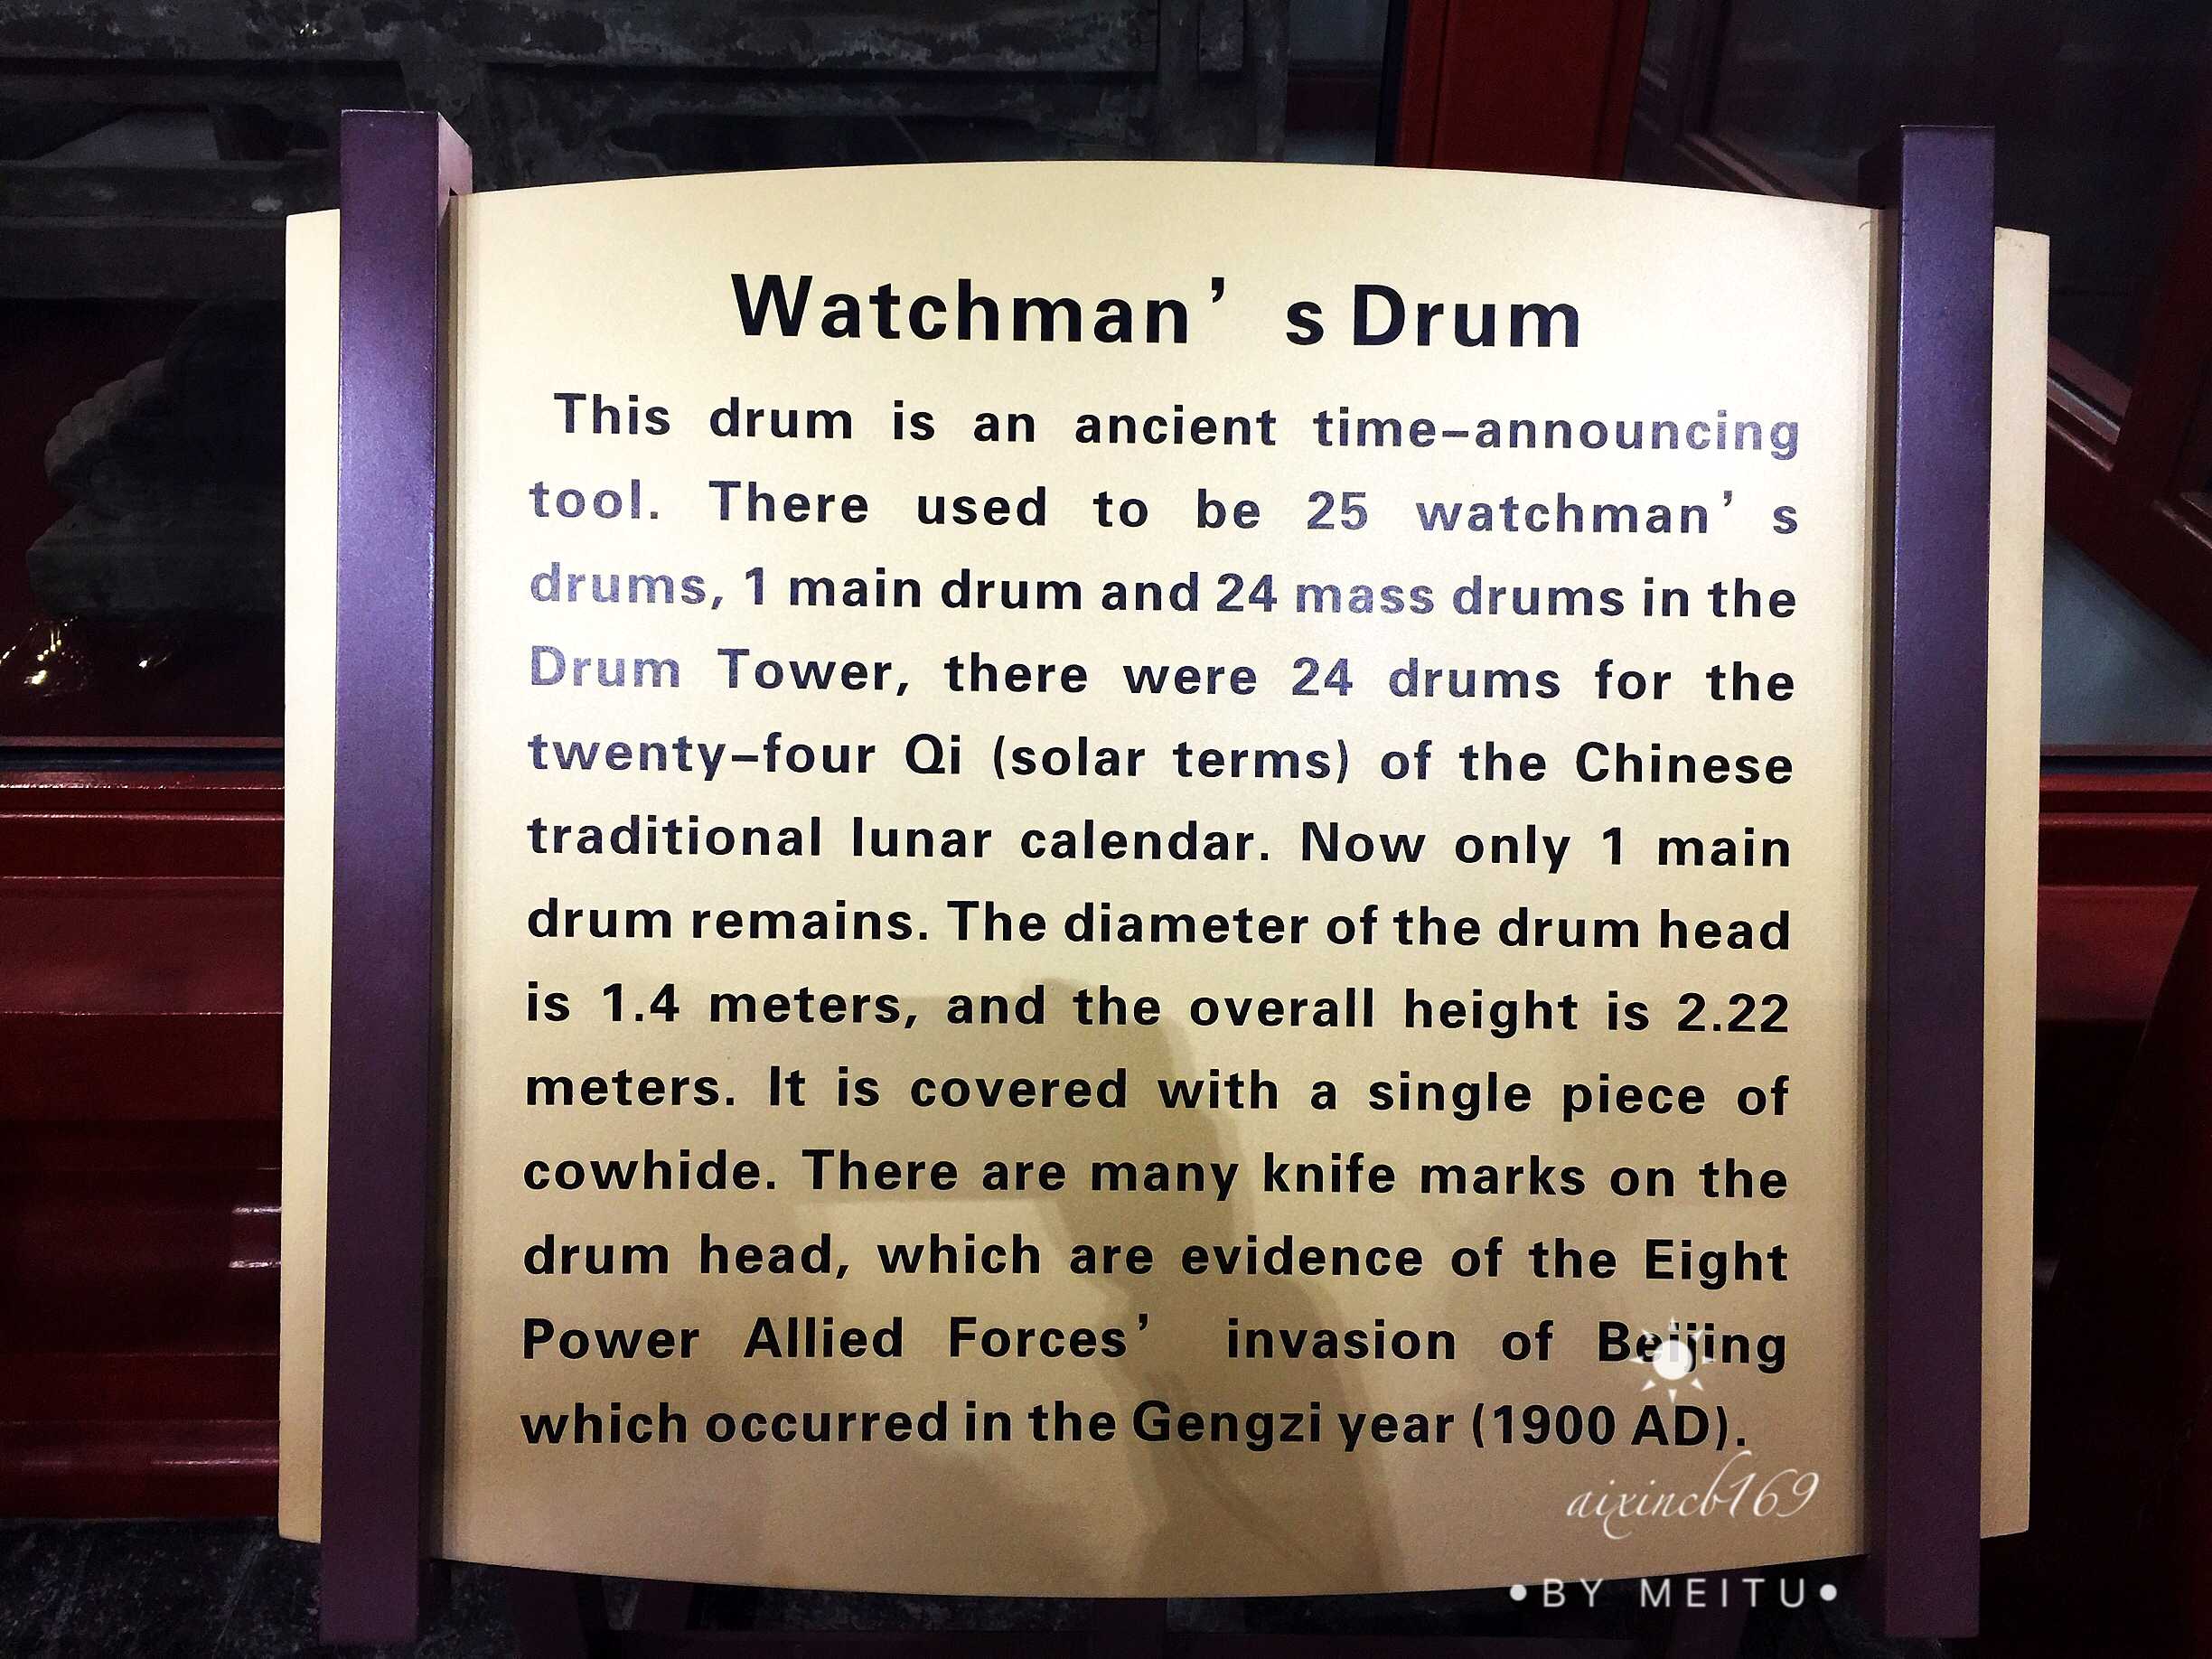 Watchman’ s Drum
This drum is an ancient time–announcing
tool. There used to be 25 watchman’ s
drums, 1 main drum and 24 mass drums in the
Drum Tower, there were 24 drums for the
twenty–four Qi (solar terms) of the Chinese
traditional lunar calendar. Now only 1 main
drum remains. The diameter of the drum head
is 1.4 meters, and the overall height is 2.22
meters. It is covered with a single piece of
cowhide. There are many knife marks on the
drum head, which are evidence of the Eight
Power Allied Forces’ invasion of Beijing
which occurred in the Gengzi year (1900 AD).
aixincb169
•BY MEITU•